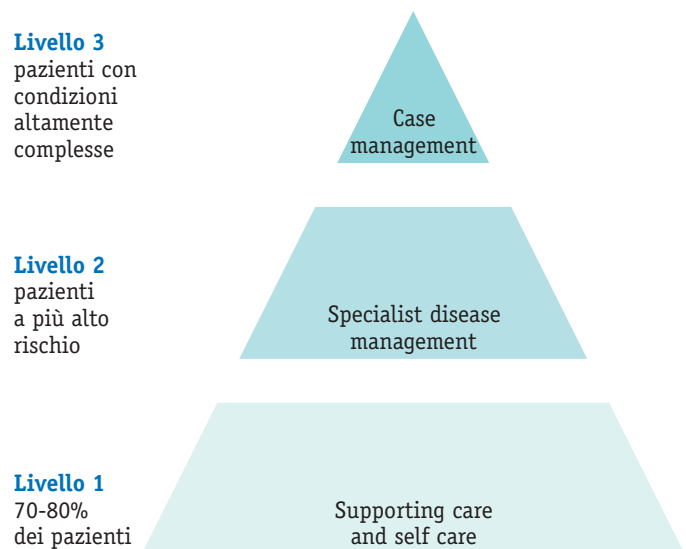 Livello 3
pazienti con
condizioni
altamente
complesse
Case
management
Livello 2
pazienti
a più alto
rischio
Specialist disease
management
Livello 1
70-80%
dei pazienti
Supporting care
and self care